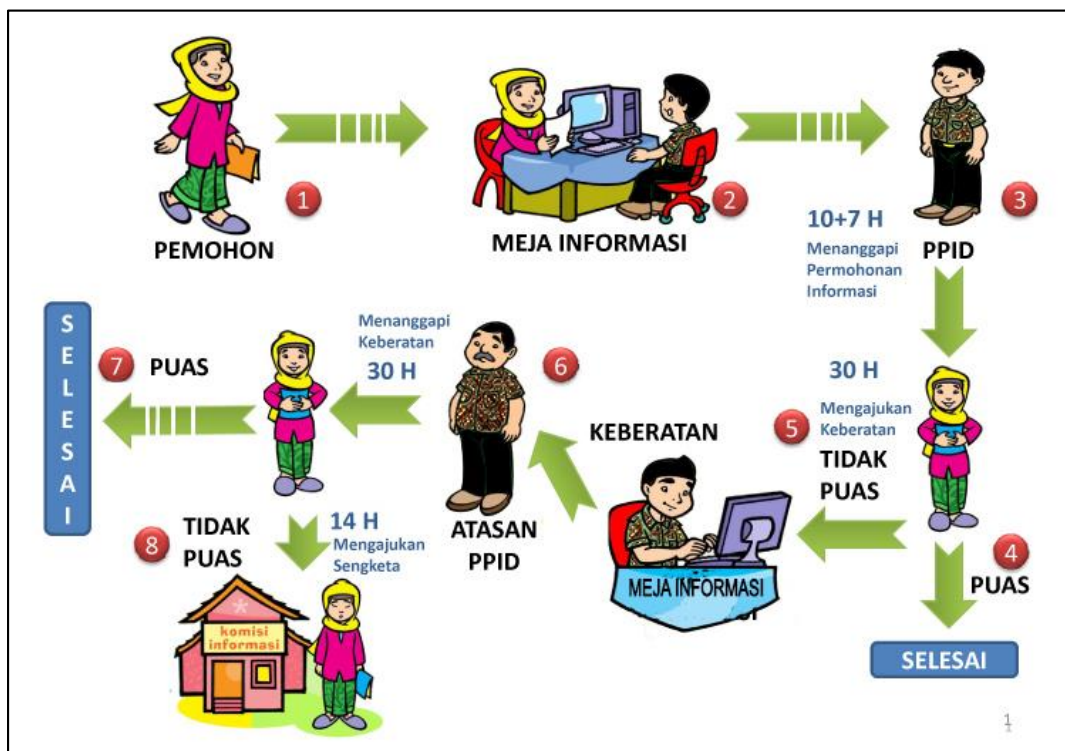 1
PEMOHON
2
MEJA INFORMASI
3
PPID
10+7 H
Menanggapi
Permohonan
Informasi
30 H
Mengajukan
Keberatan
5
TIDAK
PUAS
4
PUAS
SELESAI
KEBERATAN
MEJA INFORMASI
6
ATASAN
PPID
Menanggapi
Keberatan
30 H
7
PUAS
SELESAI
8
TIDAK
PUAS
14 H
Mengajukan
Sengketa
komisi
informasi
1